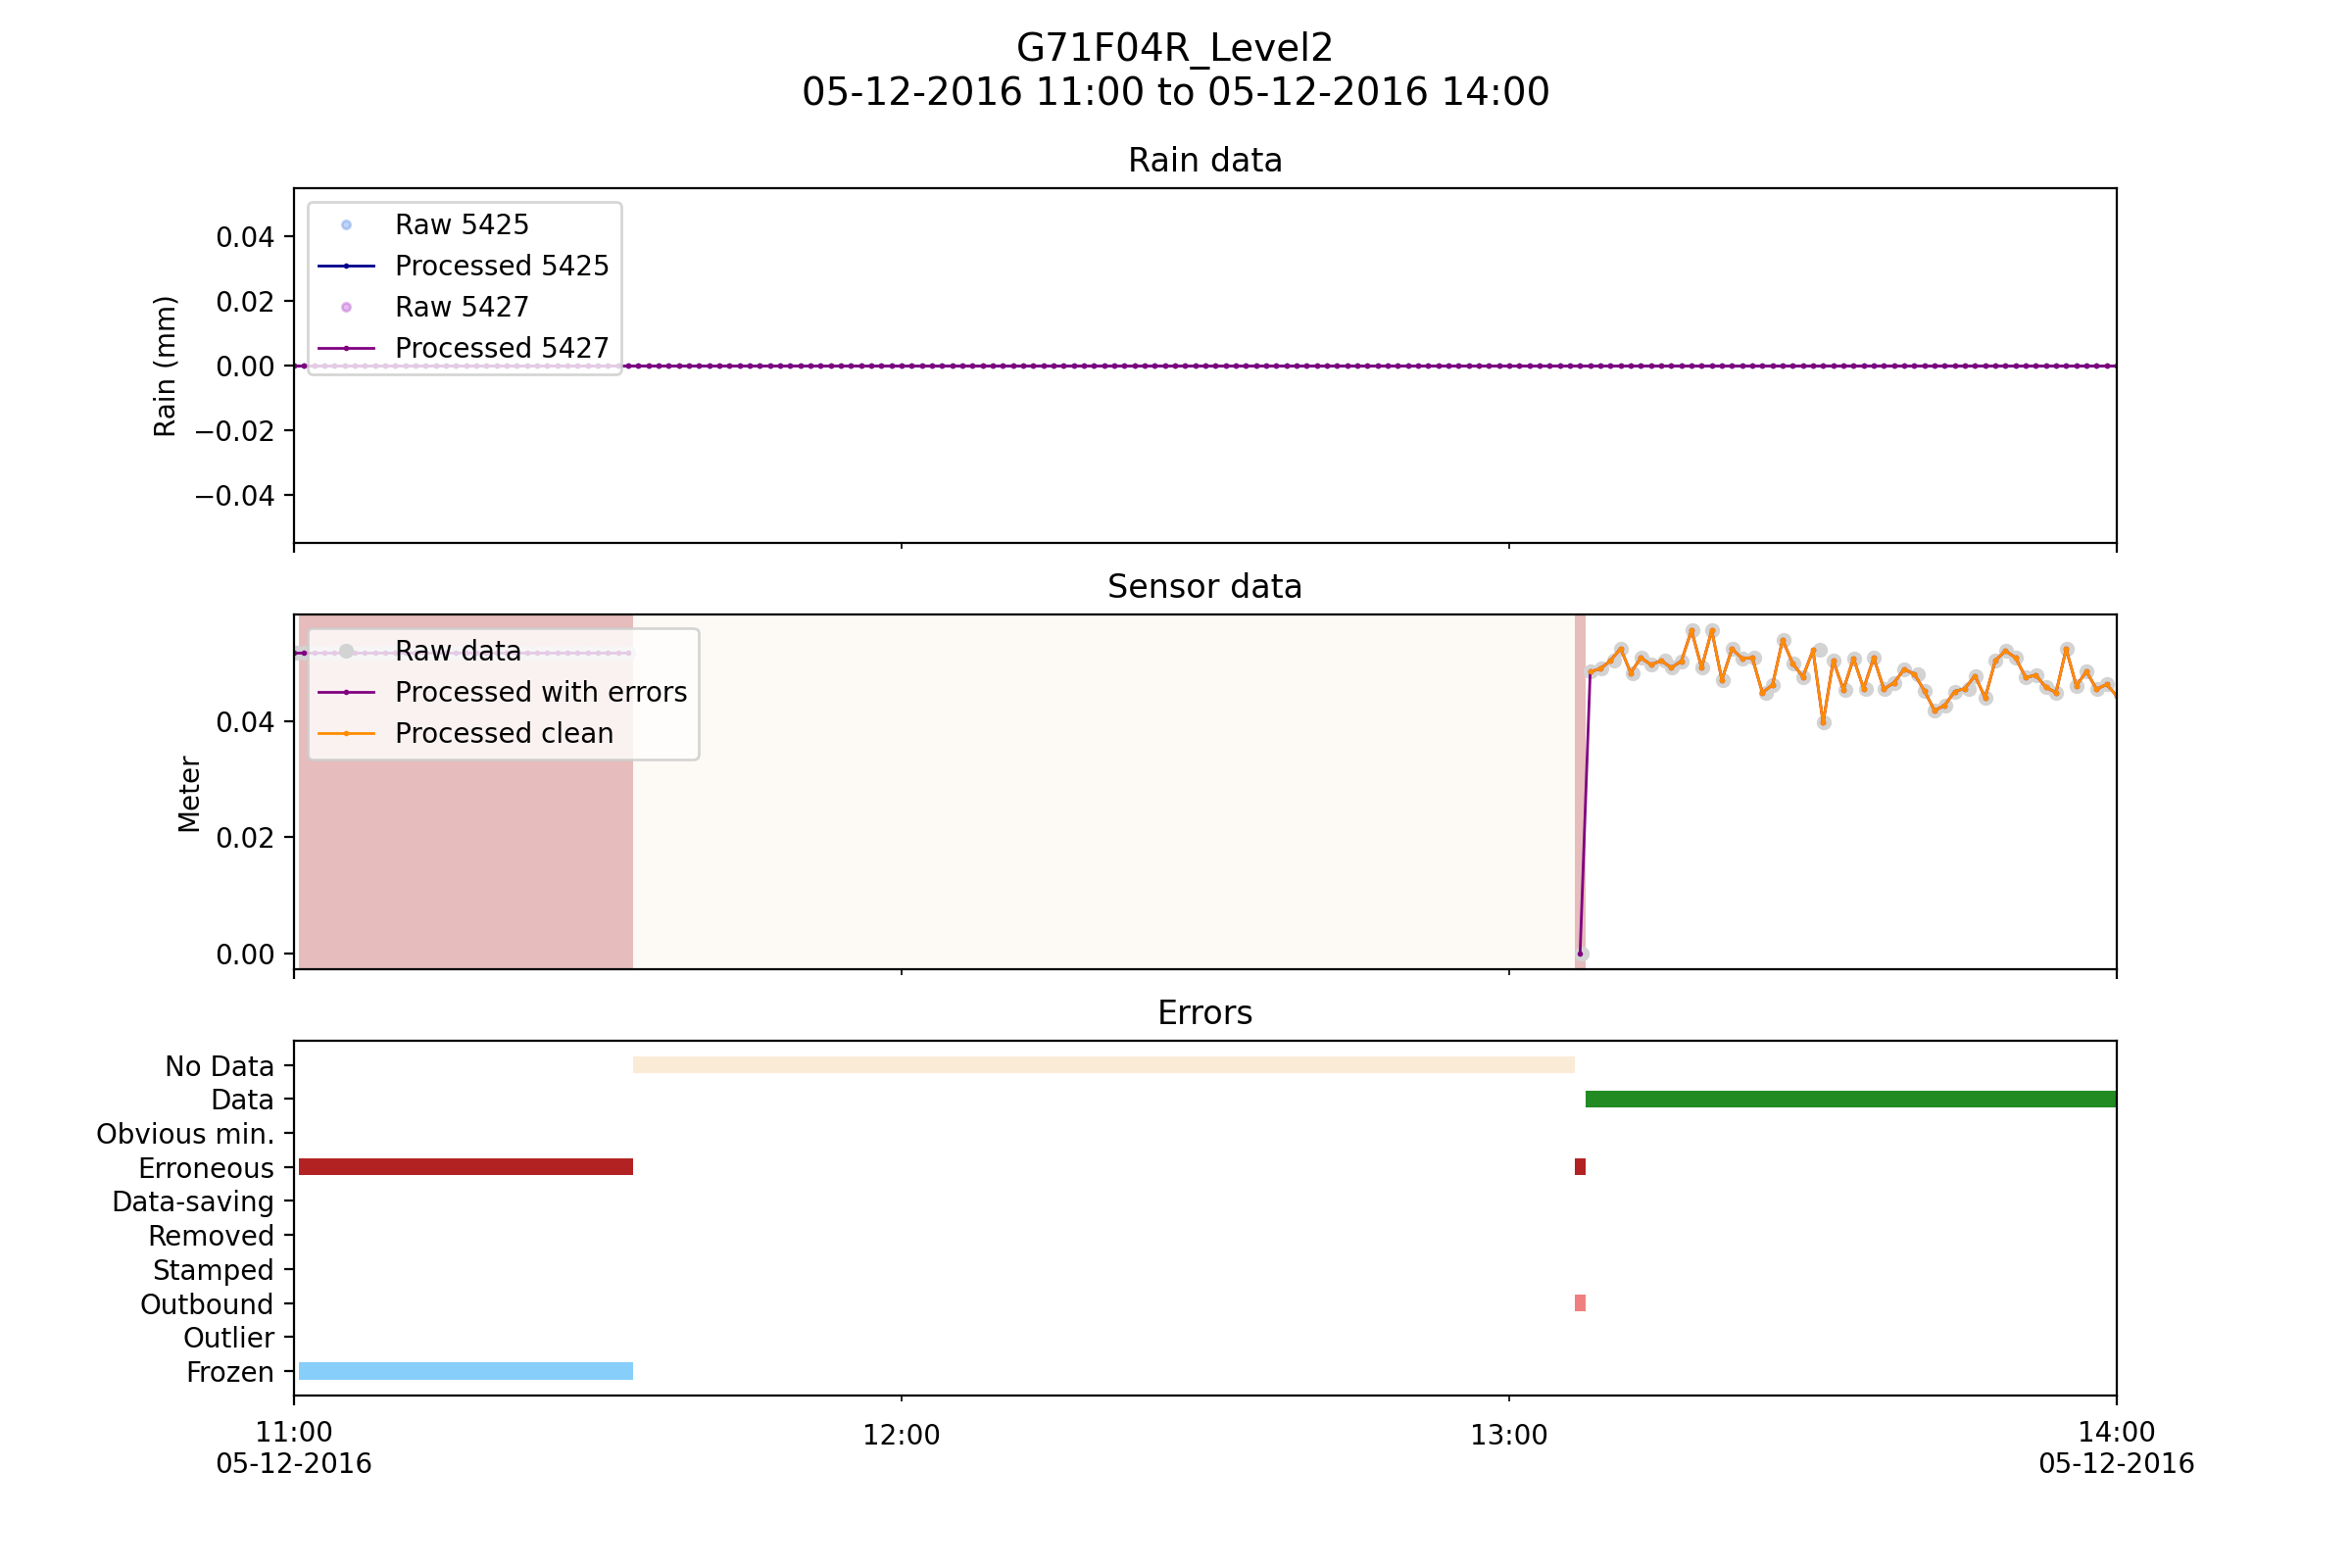 G71F04R_Level2
05-12-2016 11:00 to 05-12-2016 14:00
Rain data
Rain (mm)
0.04
0.02
0.00
−0.02
−0.04
Raw 5425
Processed 5425
Raw 5427
Processed 5427
Sensor data
Meter
0.04
0.02
0.00
Raw data
Processed with errors
Processed clean
Errors
No Data
Data
Obvious min.
Erroneous
Data-saving
Removed
Stamped
Outbound
Outlier
Frozen
11:00 12:00 13:00 14:00
05-12-2016 05-12-2016